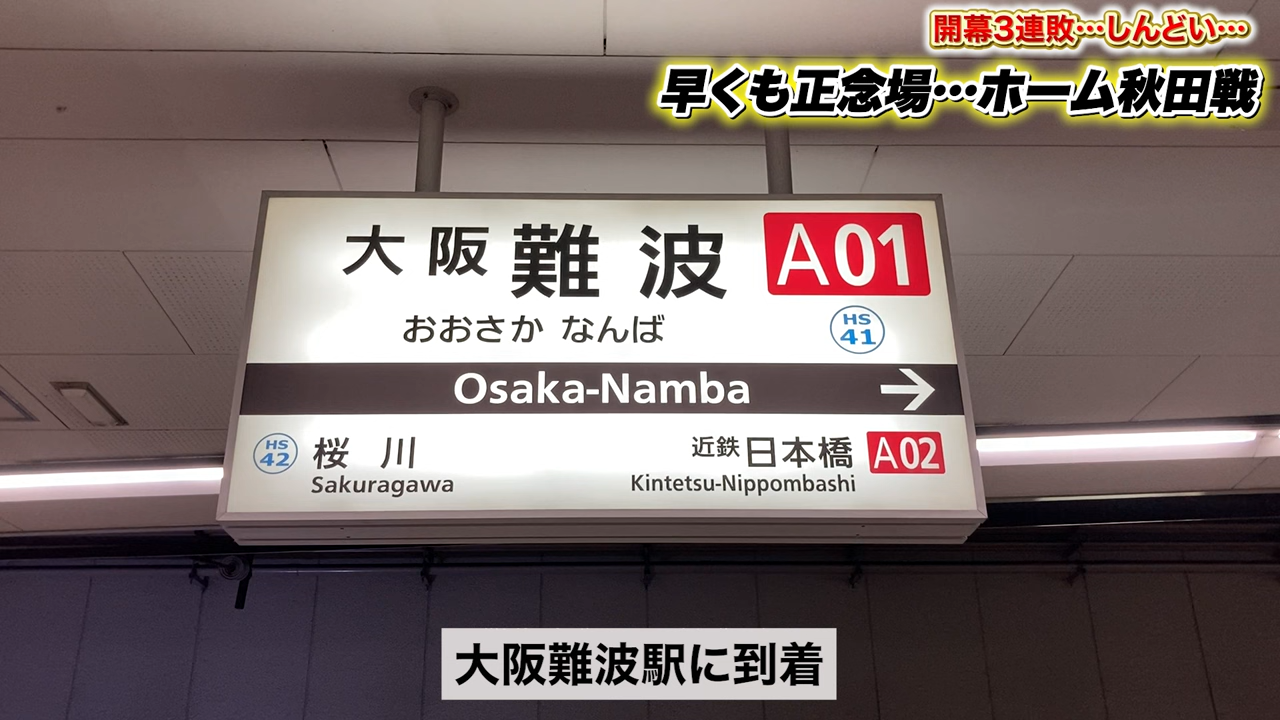 開幕3連敗…しんどい…
早くも正念場…ホーム秋田戦
大阪難波 A01
おおさか なんば HS 41
Osaka-Namba →
HS 42 桜川 近鉄日本橋 A02
Sakuragawa Kintetsu-Nippombashi
大阪難波駅に到着